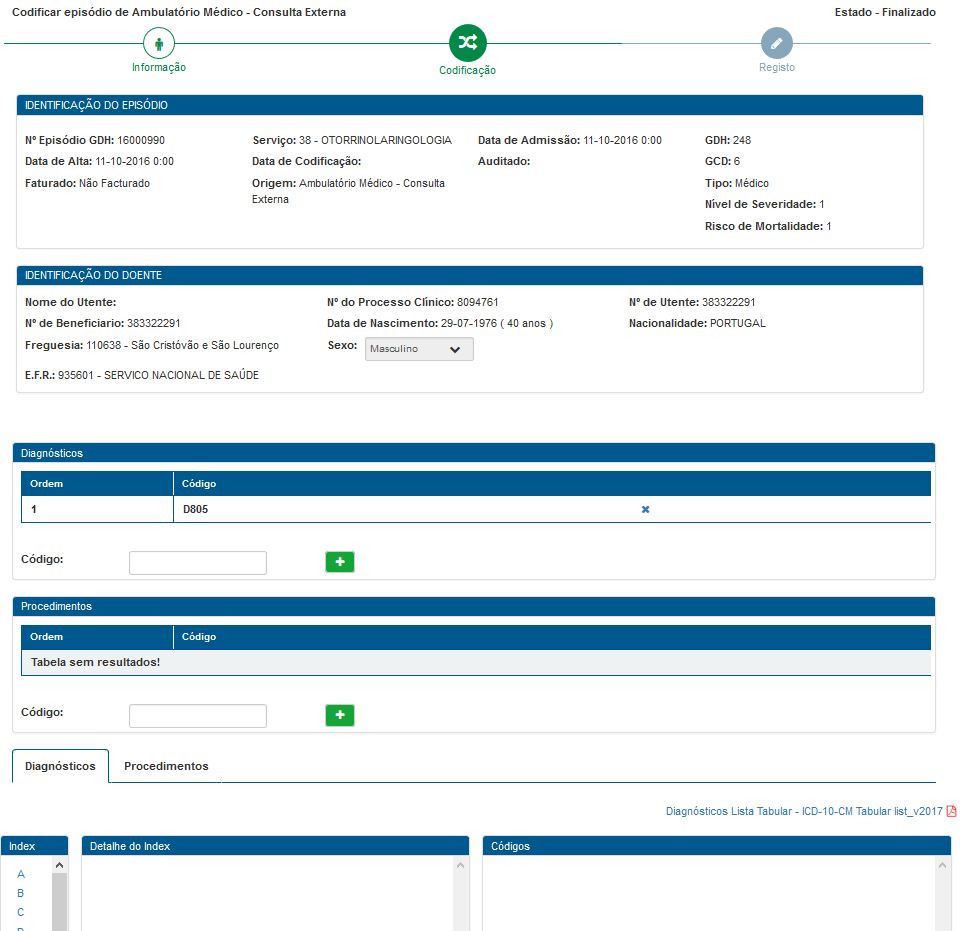 Codificar episódio de Ambulatório Médico - Consulta Externa
Estado - Finalizado
Informação
Codificação
Registo
IDENTIFICAÇÃO DO EPISÓDIO
Nº Episódio GDH: 16000990
Serviço: 38 - OTORRINOLARINGOLOGIA
Data de Admissão: 11-10-2016 0:00
GDH: 248
Data de Alta: 11-10-2016 0:00
Data de Codificação:
Auditado:
GCD: 6
Faturado: Não Facturado
Origem: Ambulatório Médico - Consulta
Externa
Tipo: Médico
Nível de Severidade: 1
Risco de Mortalidade: 1
IDENTIFICAÇÃO DO DOENTE
Nome do Utente:
Nº do Processo Clínico: 8094761
Nº de Utente: 383322291
Nº de Beneficiario: 383322291
Data de Nascimento: 29-07-1976 ( 40 anos )
Nacionalidade: PORTUGAL
Freguesia: 110638 - São Cristóvão e São Lourenço
Sexo: Masculino
E.F.R.: 935601 - SERVICO NACIONAL DE SAÚDE
Diagnósticos
Ordem Código
1 D805
Código:
Procedimentos
Ordem Código
Tabela sem resultados!
Código:
Diagnósticos Procedimentos
Diagnósticos Lista Tabular - ICD-10-CM Tabular list_v2017
Index
Detalhe do Index
Códigos
A
B
C